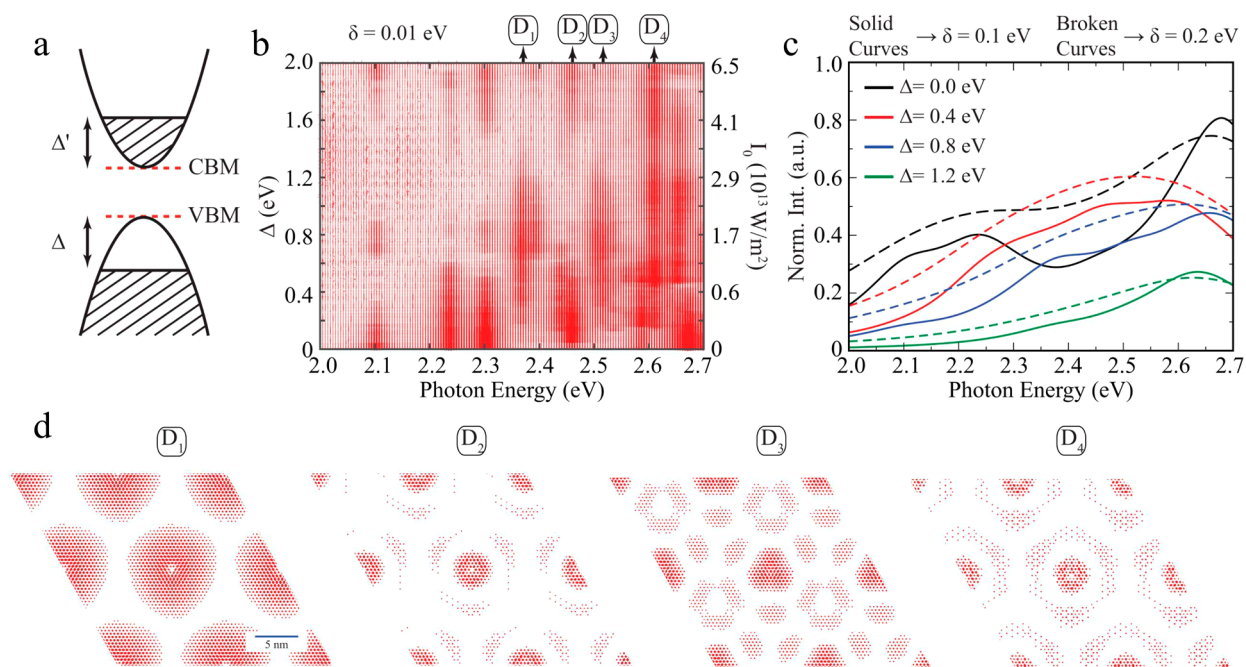 a
Δ'
CBM
VBM
Δ
b
δ = 0.01 eV
D1
D2
D3
D4
2.0
1.6
1.2
0.8
0.4
0
Δ (eV)
6.5
4.1
2.9
1.7
0.6
0
I0 (10^13 W/m^2)
2.0 2.1 2.2 2.3 2.4 2.5 2.6 2.7
Photon Energy (eV)
c
Solid Curves → δ = 0.1 eV
Broken Curves → δ = 0.2 eV
1.0
0.8
0.6
0.4
0.2
0
Norm. Int. (a.u.)
Δ= 0.0 eV
Δ= 0.4 eV
Δ= 0.8 eV
Δ= 1.2 eV
2.0 2.1 2.2 2.3 2.4 2.5 2.6 2.7
Photon Energy (eV)
d
D1
D2
D3
D4
5 nm